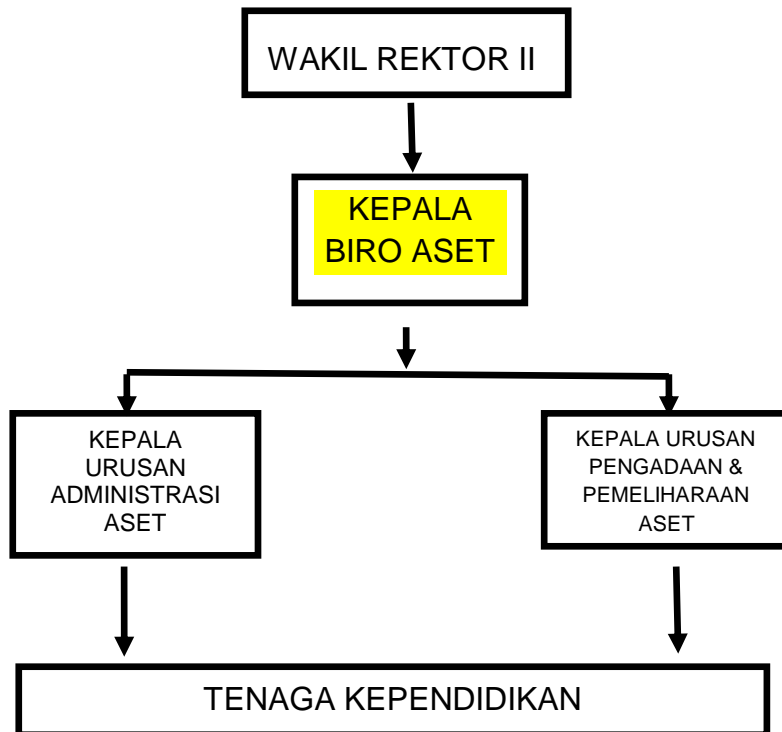 WAKIL REKTOR II
KEPALA
BIRO ASET
KEPALA
URUSAN
ADMINISTRASI
ASET
KEPALA URUSAN
PENGADAAN &
PEMELIHARAAN
ASET
TENAGA KEPENDIDIKAN